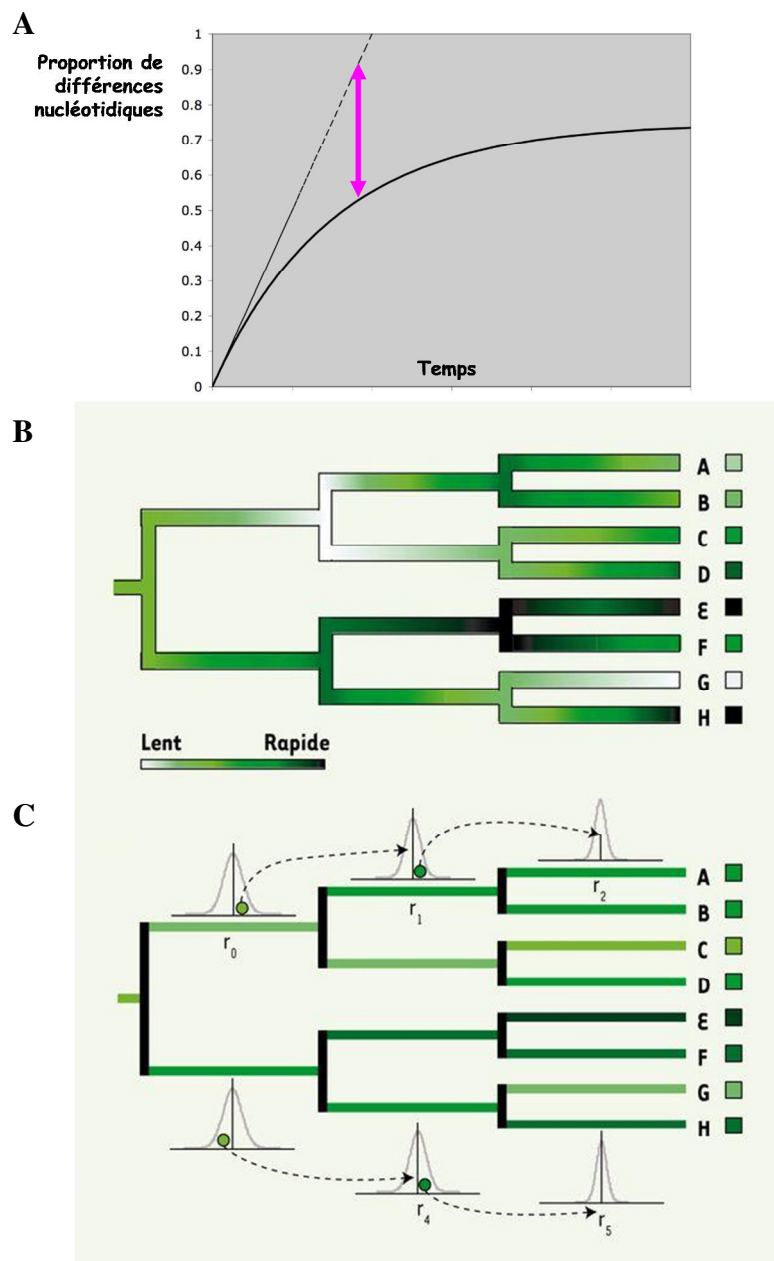 A
Proportion de
différences
nucléotidiques
1
0.9
0.8
0.7
0.6
0.5
0.4
0.3
0.2
0.1
0
Temps
B
A
B
C
D
ε
F
G
H
Lent Rapide
C
r0
r1
r2
A
B
C
D
ε
F
G
H
r4
r5